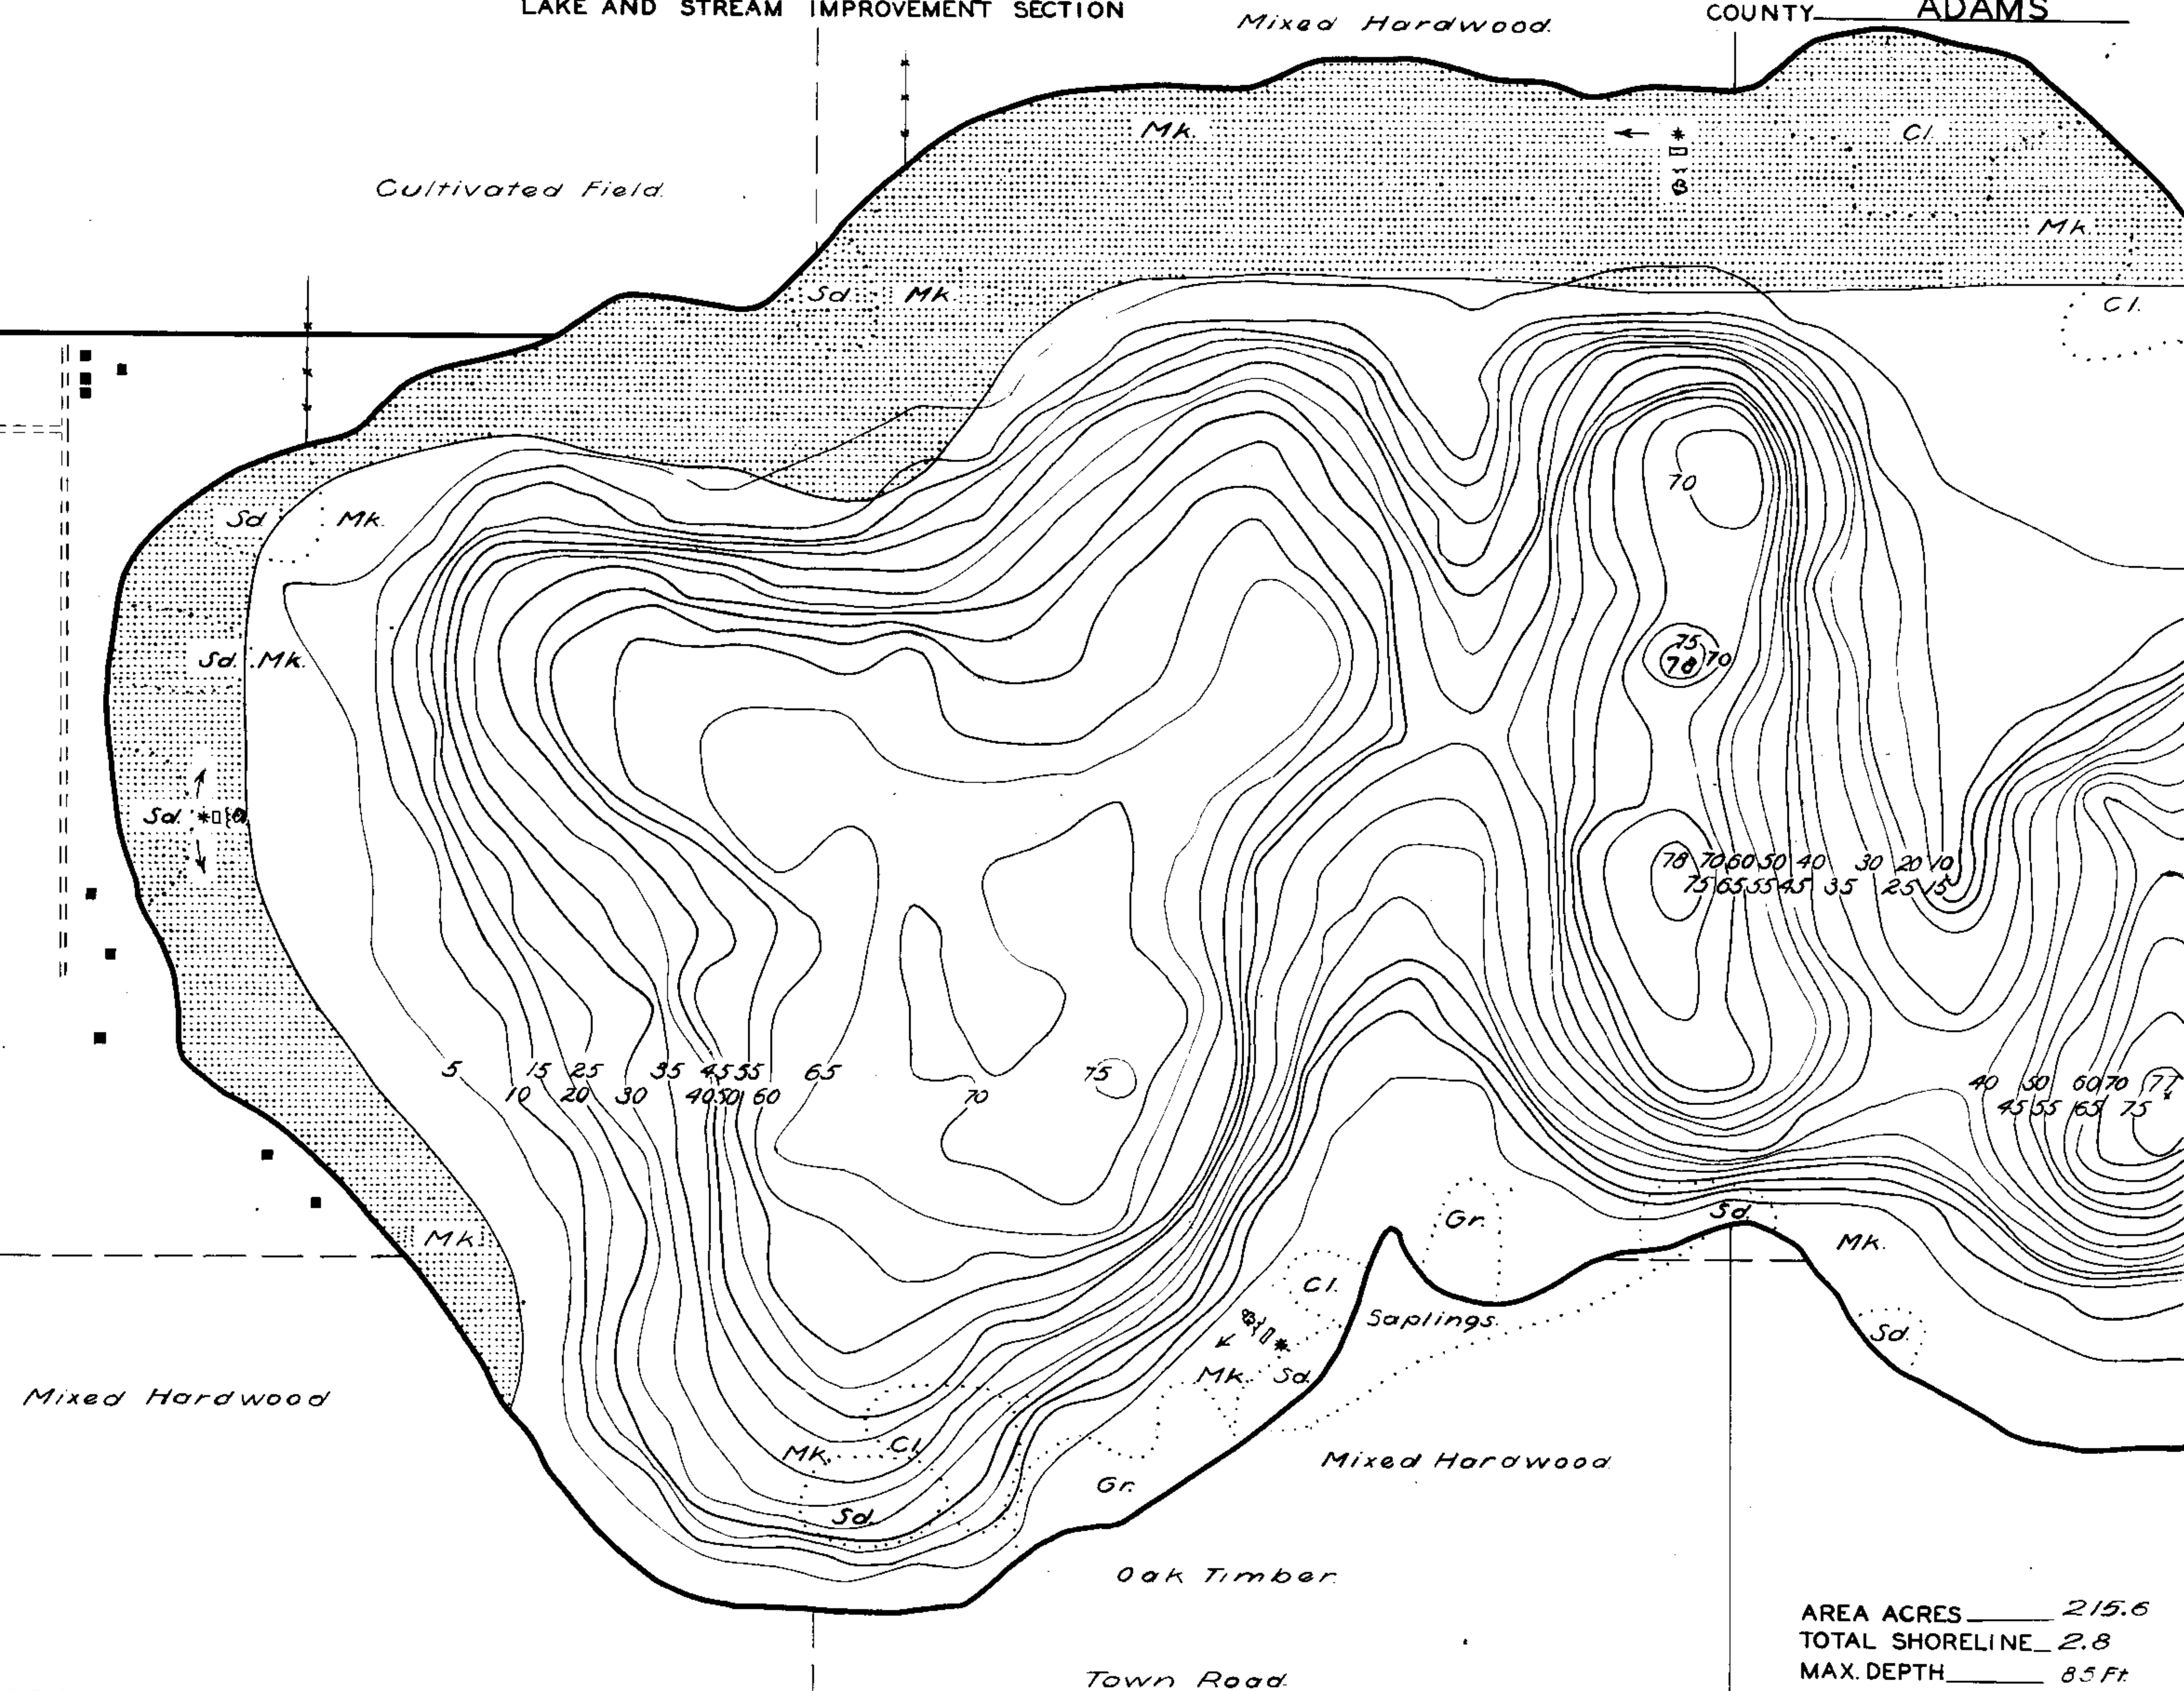 LAKE AND STREAM IMPROVEMENT SECTION
COUNTY ADAMS
Mixed Hardwood.
Mk.
Cl.
Cultivated Field.
Mk.
Sd. Mk.
Cl.
70
Sd. Mk.
75
78 70
Sd. Mk.
Sd.
78 70 60 50 40 30 20 10
75 65 55 45 35 25 15
5 15 25 35 45 55 65 75
10 20 30 40 50 60 70
40 50 60 70 77
45 55 65 75
Mk.
Gr.
Sd.
Mk.
Cl.
Saplings.
Sd.
Mk. Sd.
Mixed Hardwood
Mk. Cl.
Mixed Hardwood
Gr.
Sd.
Oak Timber.
AREA ACRES 215.6
TOTAL SHORELINE 2.8
MAX. DEPTH 85 Ft.
Town Road.